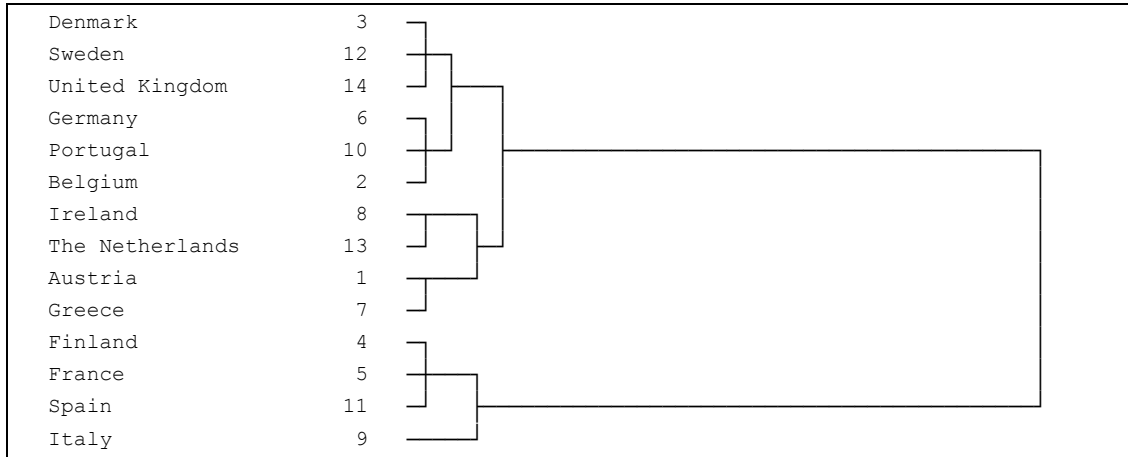 Denmark 3
Sweden 12
United Kingdom 14
Germany 6
Portugal 10
Belgium 2
Ireland 8
The Netherlands 13
Austria 1
Greece 7
Finland 4
France 5
Spain 11
Italy 9